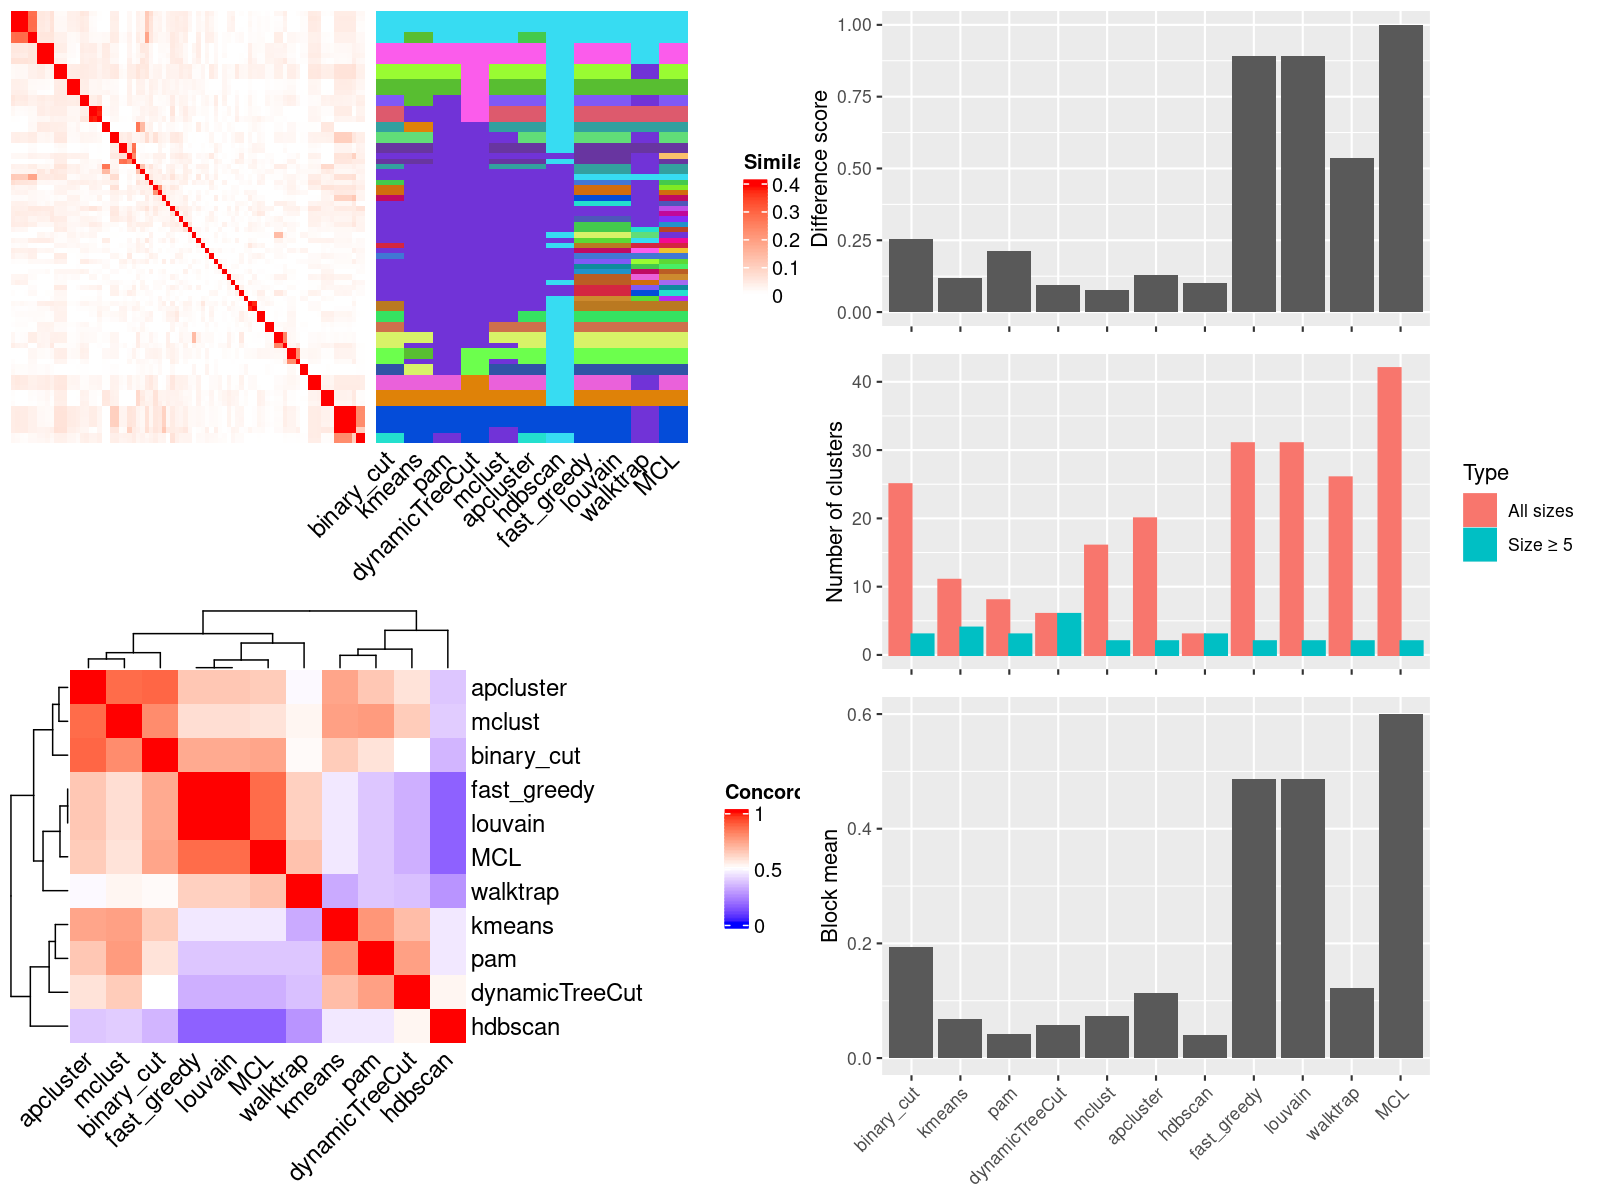 Simila
0.4
0.3
0.2
0.1
0
binary_cut
kmeans
pam
dynamicTreeCut
mclust
apcluster
hdbscan
fast_greedy
louvain
walktrap
MCL
apcluster
mclust
binary_cut
fast_greedy
louvain
MCL
walktrap
kmeans
pam
dynamicTreeCut
hdbscan
apcluster
mclust
binary_cut
fast_greedy
louvain
MCL
walktrap
kmeans
pam
dynamicTreeCut
hdbscan
Concord
1
0.5
0
Difference score
1.00
0.75
0.50
0.25
0.00
Number of clusters
40
30
20
10
0
Type
All sizes
Size ≥ 5
Block mean
0.6
0.4
0.2
0.0
binary_cut
kmeans
pam
dynamicTreeCut
mclust
apcluster
hdbscan
fast_greedy
louvain
walktrap
MCL